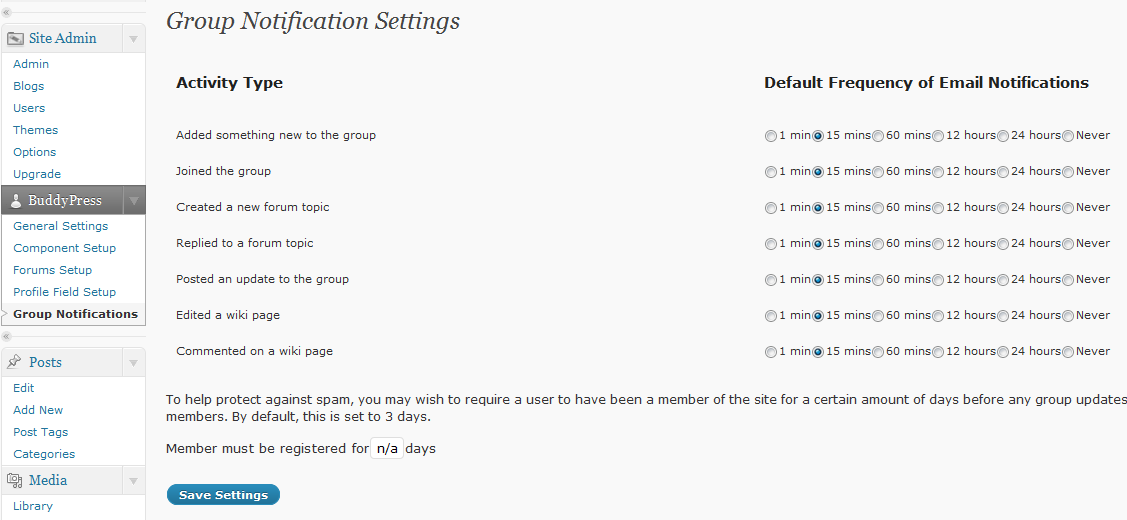 Group Notification Settings
Site Admin
Admin
Blogs
Users
Themes
Options
Upgrade
BuddyPress
General Settings
Component Setup
Forums Setup
Profile Field Setup
Group Notifications
Posts
Edit
Add New
Post Tags
Categories
Media
Library
Activity Type Default Frequency of Email Notifications
Added something new to the group 1 min 15 mins 60 mins 12 hours 24 hours Never
Joined the group 1 min 15 mins 60 mins 12 hours 24 hours Never
Created a new forum topic 1 min 15 mins 60 mins 12 hours 24 hours Never
Replied to a forum topic 1 min 15 mins 60 mins 12 hours 24 hours Never
Posted an update to the group 1 min 15 mins 60 mins 12 hours 24 hours Never
Edited a wiki page 1 min 15 mins 60 mins 12 hours 24 hours Never
Commented on a wiki page 1 min 15 mins 60 mins 12 hours 24 hours Never
To help protect against spam, you may wish to require a user to have been a member of the site for a certain amount of days before any group updates
members. By default, this is set to 3 days.
Member must be registered for n/a days
Save Settings